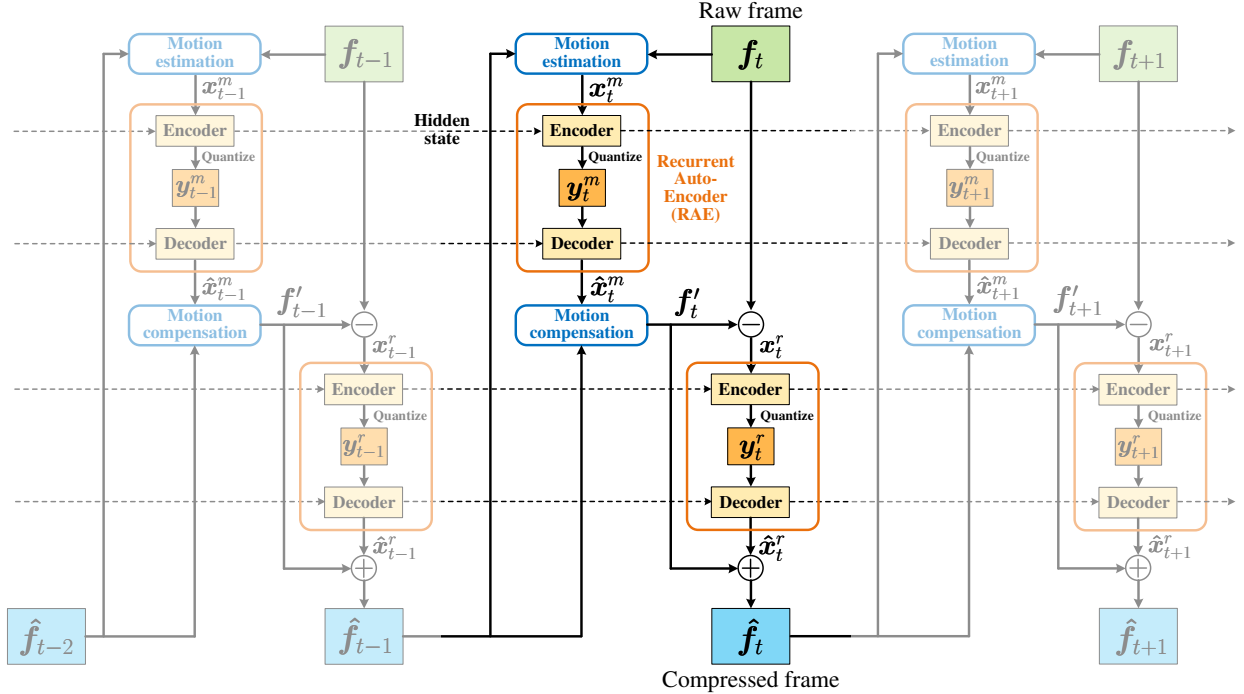 Raw frame
Motion estimation
f_{t−1}
Motion estimation
f_t
Motion estimation
f_{t+1}
x^m_{t−1}
x^m_t
x^m_{t+1}
Encoder
Hidden state
Encoder
Encoder
Quantize
Quantize
Quantize
y^m_{t−1}
y^m_t
Recurrent
Auto-
Encoder
(RAE)
y^m_{t+1}
Decoder
Decoder
Decoder
x̂^m_{t−1}
x̂^m_t
x̂^m_{t+1}
Motion compensation
f′_{t−1}
−
Motion compensation
f′_t
−
Motion compensation
f′_{t+1}
−
x^r_{t−1}
x^r_t
x^r_{t+1}
Encoder
Encoder
Encoder
Quantize
Quantize
Quantize
y^r_{t−1}
y^r_t
y^r_{t+1}
Decoder
Decoder
Decoder
x̂^r_{t−1}
x̂^r_t
x̂^r_{t+1}
+
+
+
f̂_{t−2}
f̂_{t−1}
f̂_t
f̂_{t+1}
Compressed frame